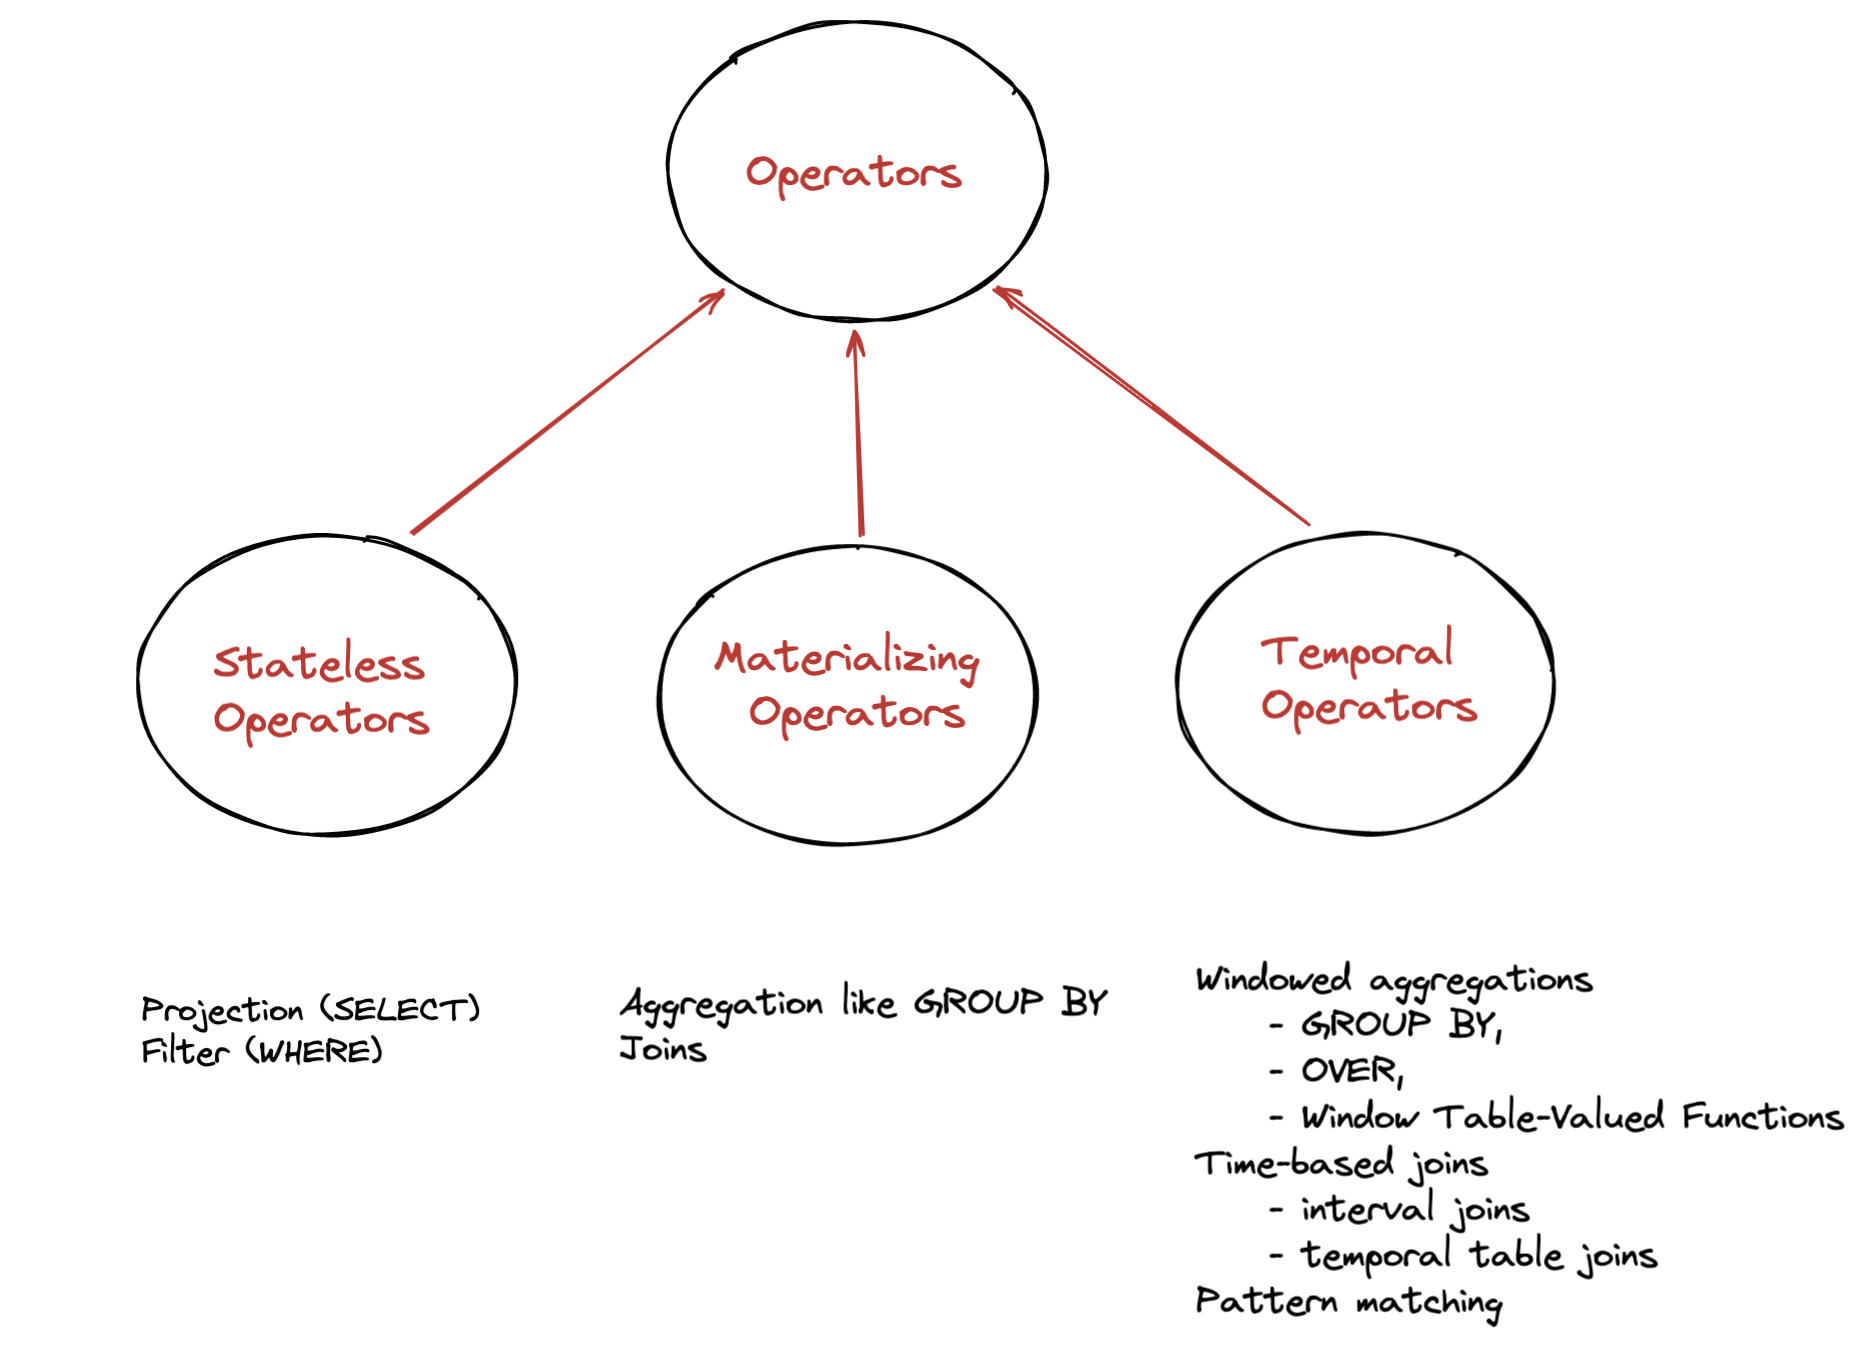 Operators
Stateless
Operators
Materializing
Operators
Temporal
Operators
Projection (SELECT)
Filter (WHERE)
Aggregation like GROUP BY
Joins
Windowed aggregations
- GROUP BY,
- OVER,
- Window Table-Valued Functions
Time-based joins
- interval joins
- temporal table joins
Pattern matching